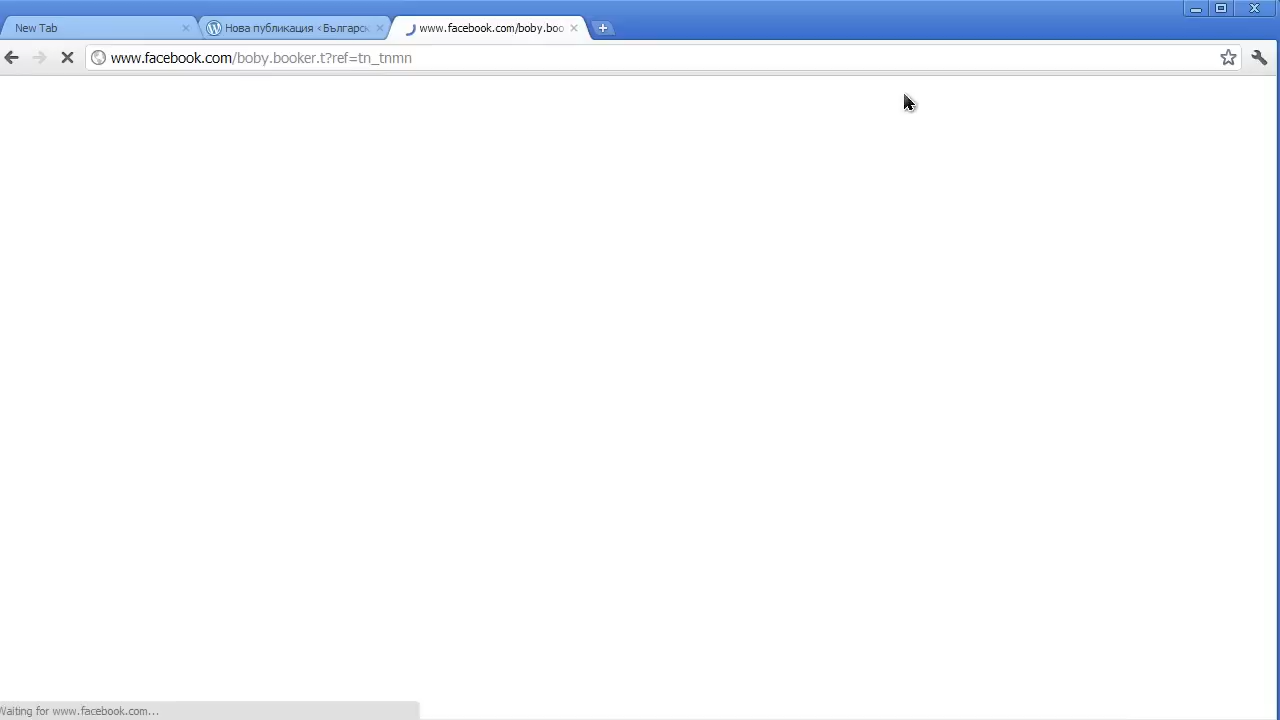 New Tab
Нова публикация ‹ Българск
www.facebook.com/boby.boo
www.facebook.com/boby.booker.t?ref=tn_tnmn
Waiting for www.facebook.com...